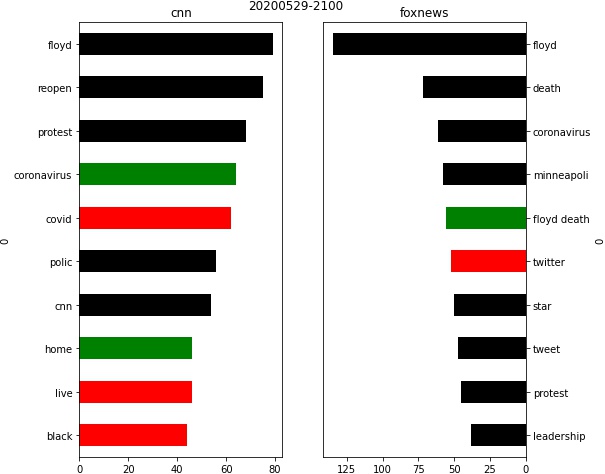 20200529-2100
cnn
foxnews
floyd
reopen
protest
coronavirus
covid
polic
cnn
home
live
black
0
0 20 40 60 80
floyd
death
coronavirus
minneapoli
floyd death
twitter
star
tweet
protest
leadership
0
125 100 75 50 25 0